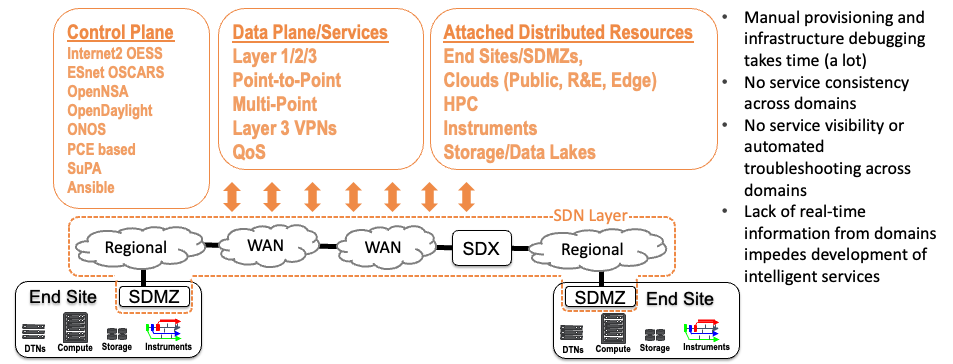 Control Plane
Internet2 OESS
ESnet OSCARS
OpenNSA
OpenDaylight
ONOS
PCE based
SuPA
Ansible
Data Plane/Services
Layer 1/2/3
Point-to-Point
Multi-Point
Layer 3 VPNs
QoS
Attached Distributed Resources
End Sites/SDMZs,
Clouds (Public, R&E, Edge)
HPC
Instruments
Storage/Data Lakes
• Manual provisioning and
infrastructure debugging
takes time (a lot)
• No service consistency
across domains
• No service visibility or
automated
troubleshooting across
domains
• Lack of real-time
information from domains
impedes development of
intelligent services
SDN Layer
Regional
WAN
WAN
SDX
Regional
End Site
SDMZ
DTNs
Compute
Storage
Instruments
SDMZ
End Site
DTNs
Compute
Storage
Instruments